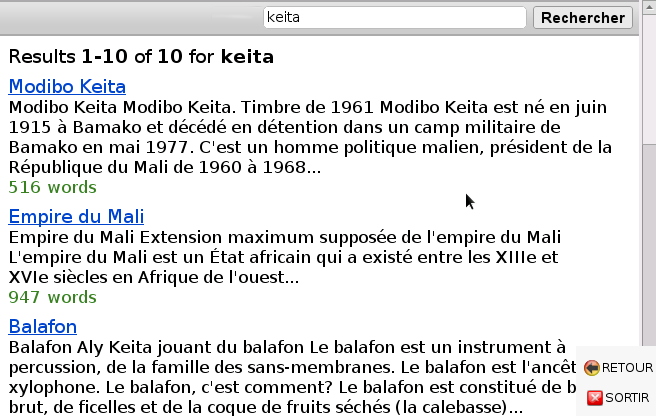 keita
Rechercher
Results 1-10 of 10 for keita
Modibo Keita
Modibo Keita Modibo Keita. Timbre de 1961 Modibo Keita est né en juin
1915 à Bamako et décédé en détention dans un camp militaire de
Bamako en mai 1977. C'est un homme politique malien, président de la
République du Mali de 1960 à 1968...
516 words
Empire du Mali
Empire du Mali Extension maximum supposée de l'empire du Mali
L'empire du Mali est un État africain qui a existé entre les XIIIe et
XVIe siècles en Afrique de l'ouest...
947 words
Balafon
Balafon Aly Keita jouant du balafon Le balafon est un instrument à
percussion, de la famille des sans-membranes. Le balafon est l'ancêt
xylophone. Le balafon, c'est comment? Le balafon est constitué de b
brut, de ficelles et de la coque de fruits séchés (la calebasse)...
RETOUR
SORTIR